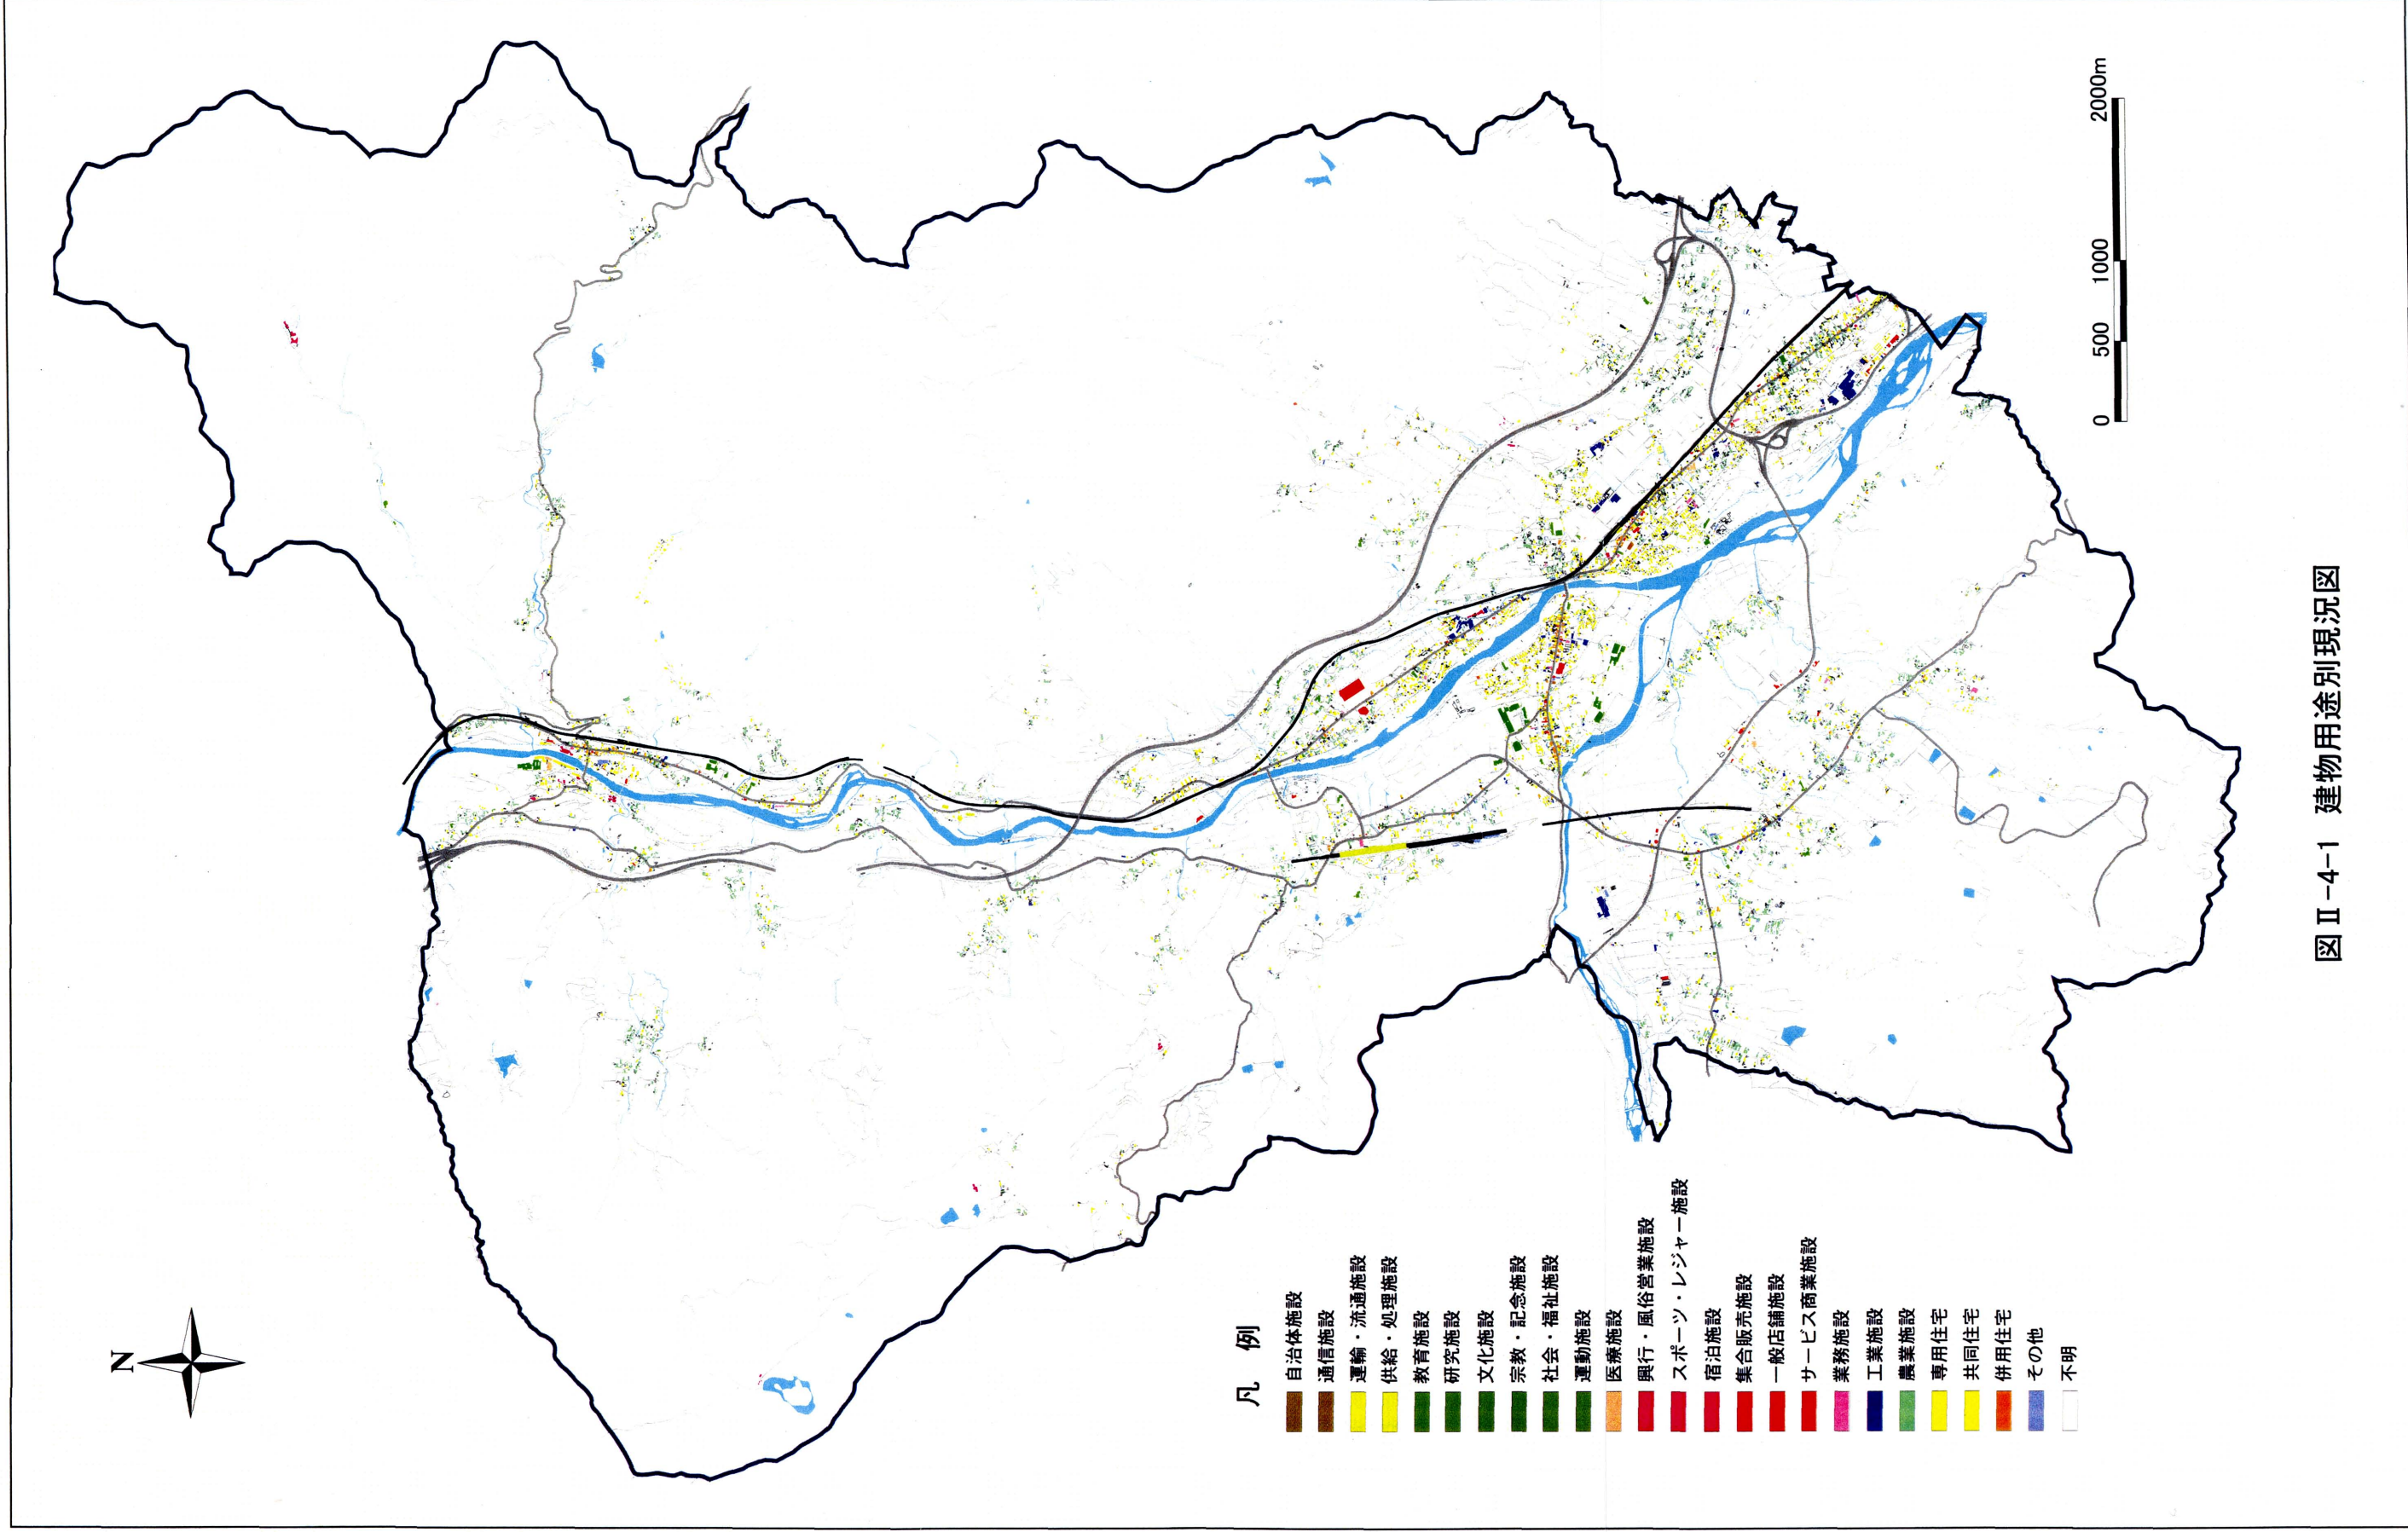 N
凡 例
自治体施設
通信施設
運輸・流通施設
供給・処理施設
教育施設
研究施設
文化施設
宗教・記念施設
社会・福祉施設
運動施設
医療施設
興行・風俗営業施設
スポーツ・レジャー施設
宿泊施設
集合販売施設
一般店舗施設
サービス商業施設
業務施設
工業施設
農業施設
専用住宅
共同住宅
併用住宅
その他
不明
0 500 1000 2000m
図Ⅱ-4-1 建物用途別現況図